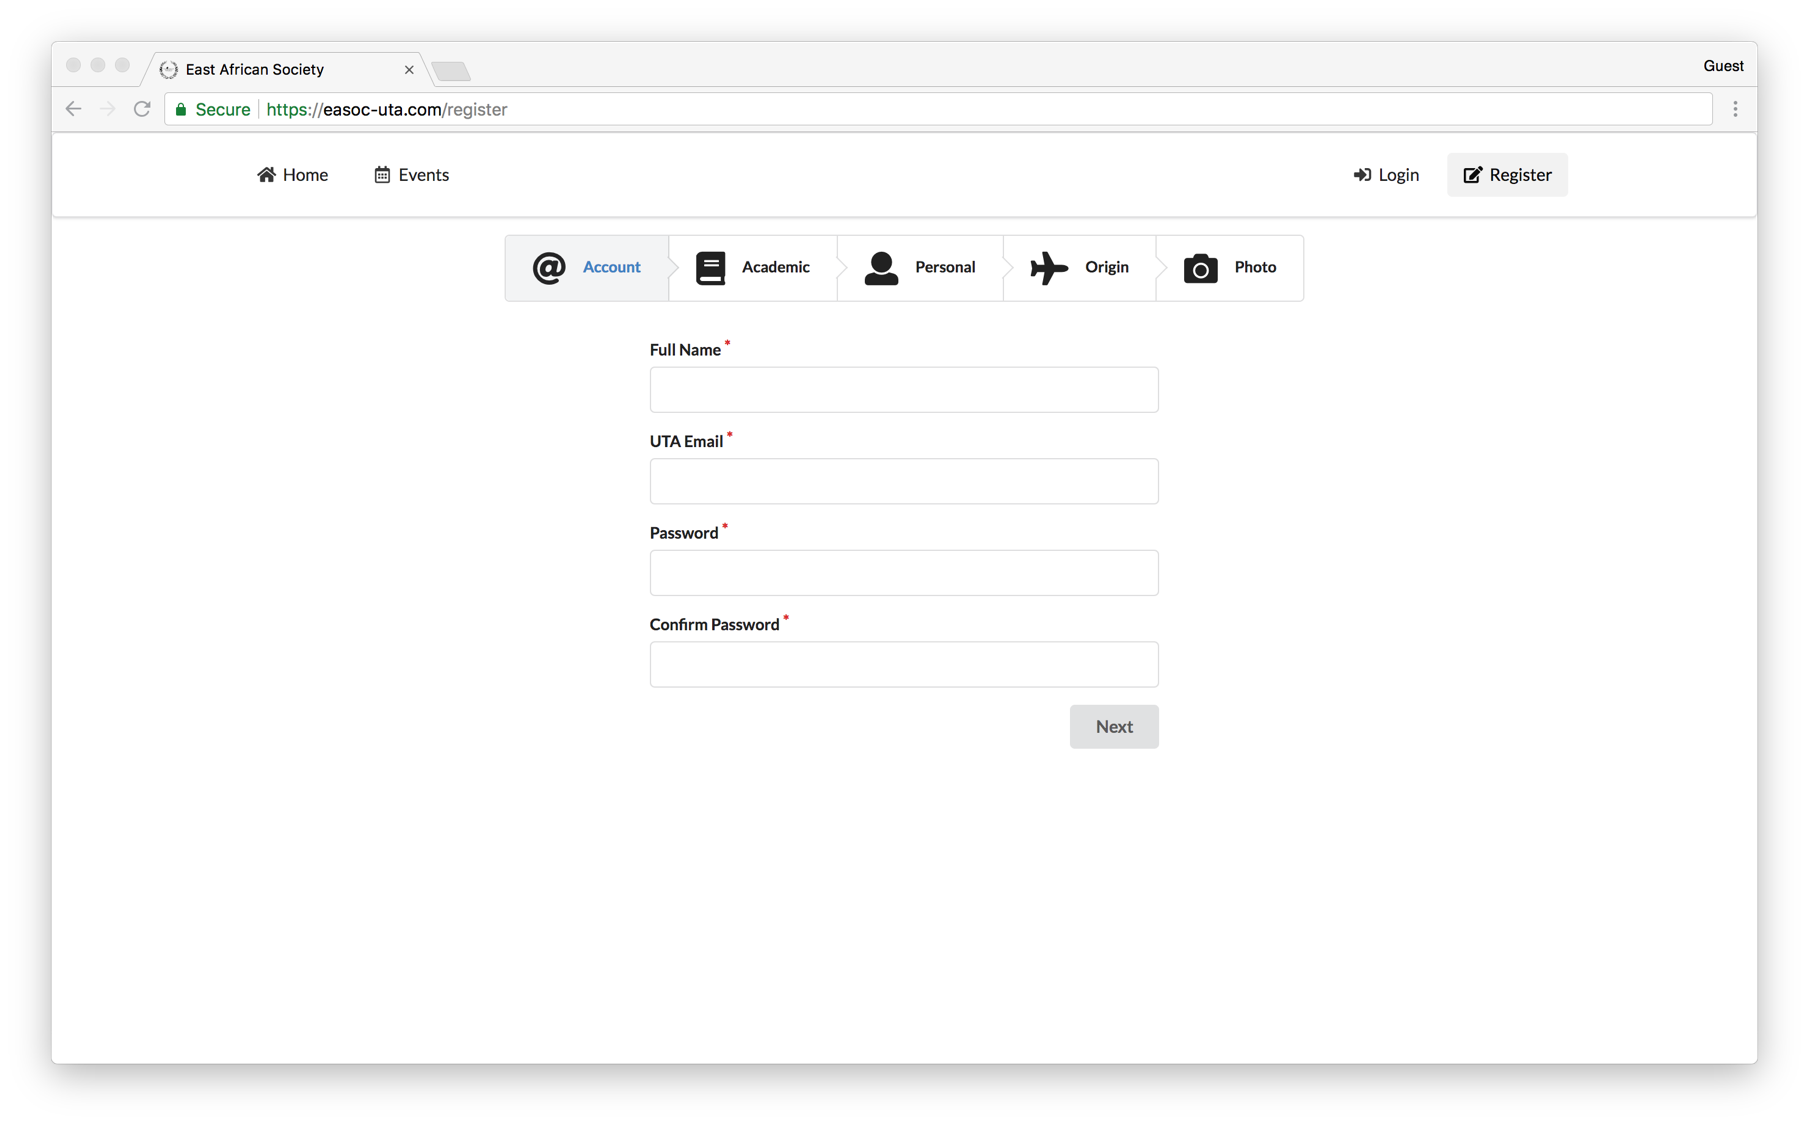 East African Society
Guest
Secure https://easoc-uta.com/register
Home Events Login Register
Account Academic Personal Origin Photo
Full Name *
UTA Email *
Password *
Confirm Password *
Next